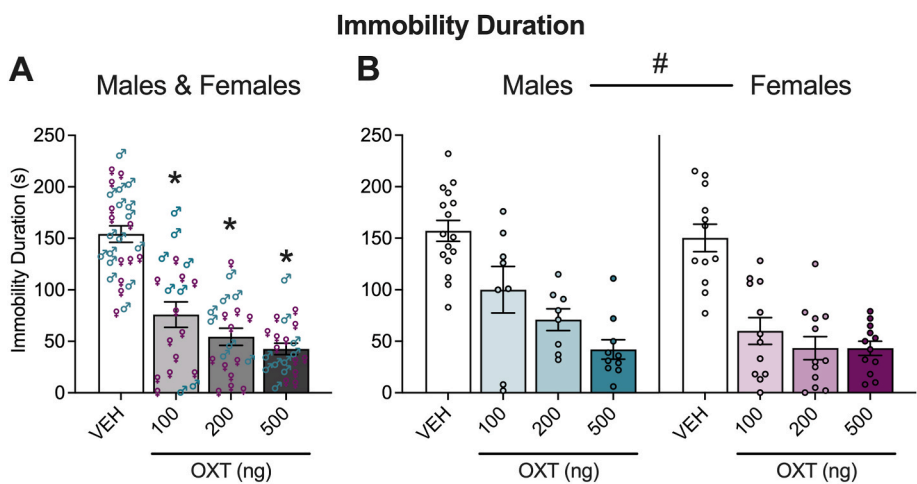 Immobility Duration
A
B
Males & Females
Males
#
Females
Immobility Duration (s)
250
200
150
100
50
0
*
*
*
VEH
100
200
500
OXT (ng)
250
200
150
100
50
0
VEH
100
200
500
OXT (ng)
VEH
100
200
500
OXT (ng)